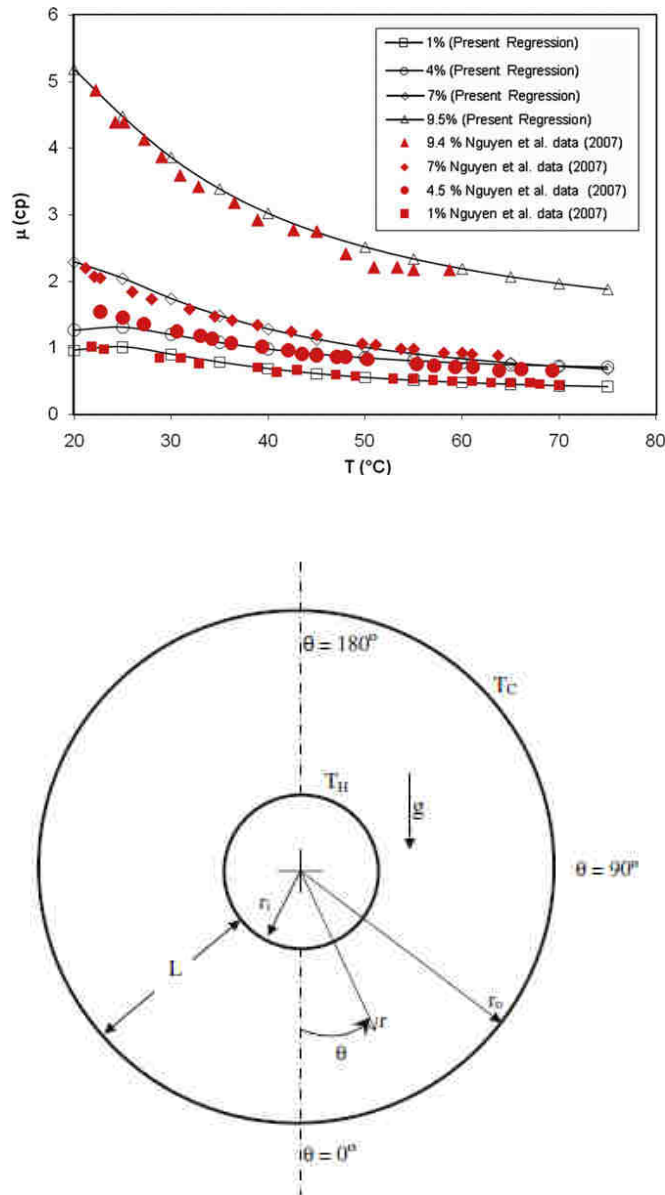 6
5
4
3
2
1
0
μ (cp)
20 30 40 50 60 70 80
T (°C)
1% (Present Regression)
4% (Present Regression)
7% (Present Regression)
9.5% (Present Regression)
9.4 % Nguyen et al. data (2007)
7% Nguyen et al. data (2007)
4.5 % Nguyen et al. data (2007)
1% Nguyen et al. data (2007)
θ = 180º
T_C
T_H
g
θ = 90º
r_i
L
r_o
r
θ
θ = 0º